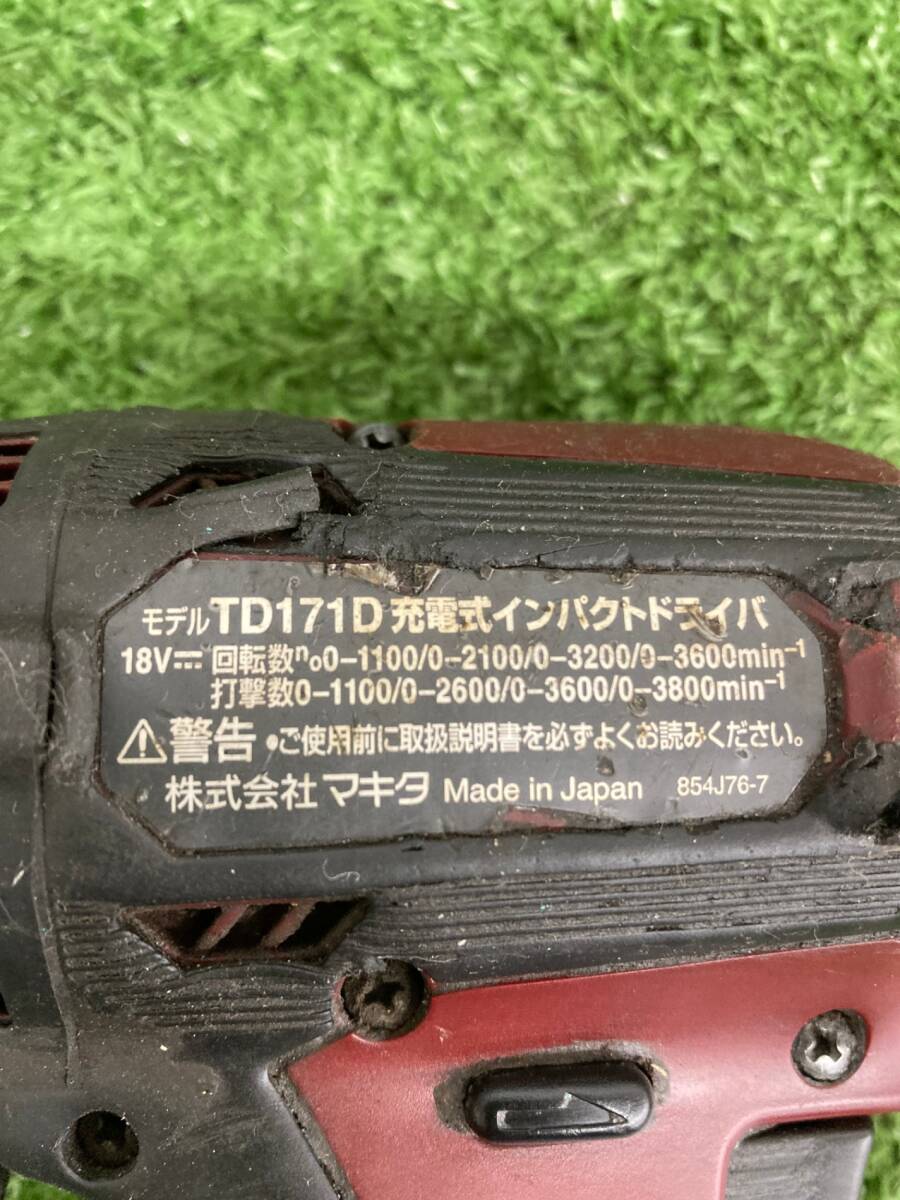 モデル TD171D 充電式インパクトドライバ
18V⎓ 回転数n₀0-1100/0-2100/0-3200/0-3600min⁻¹
打撃数0-1100/0-2600/0-3600/0-3800min⁻¹
⚠警告 •ご使用前に取扱説明書を必ずよくお読みください。
株式会社 マキタ Made in Japan 854J76-7